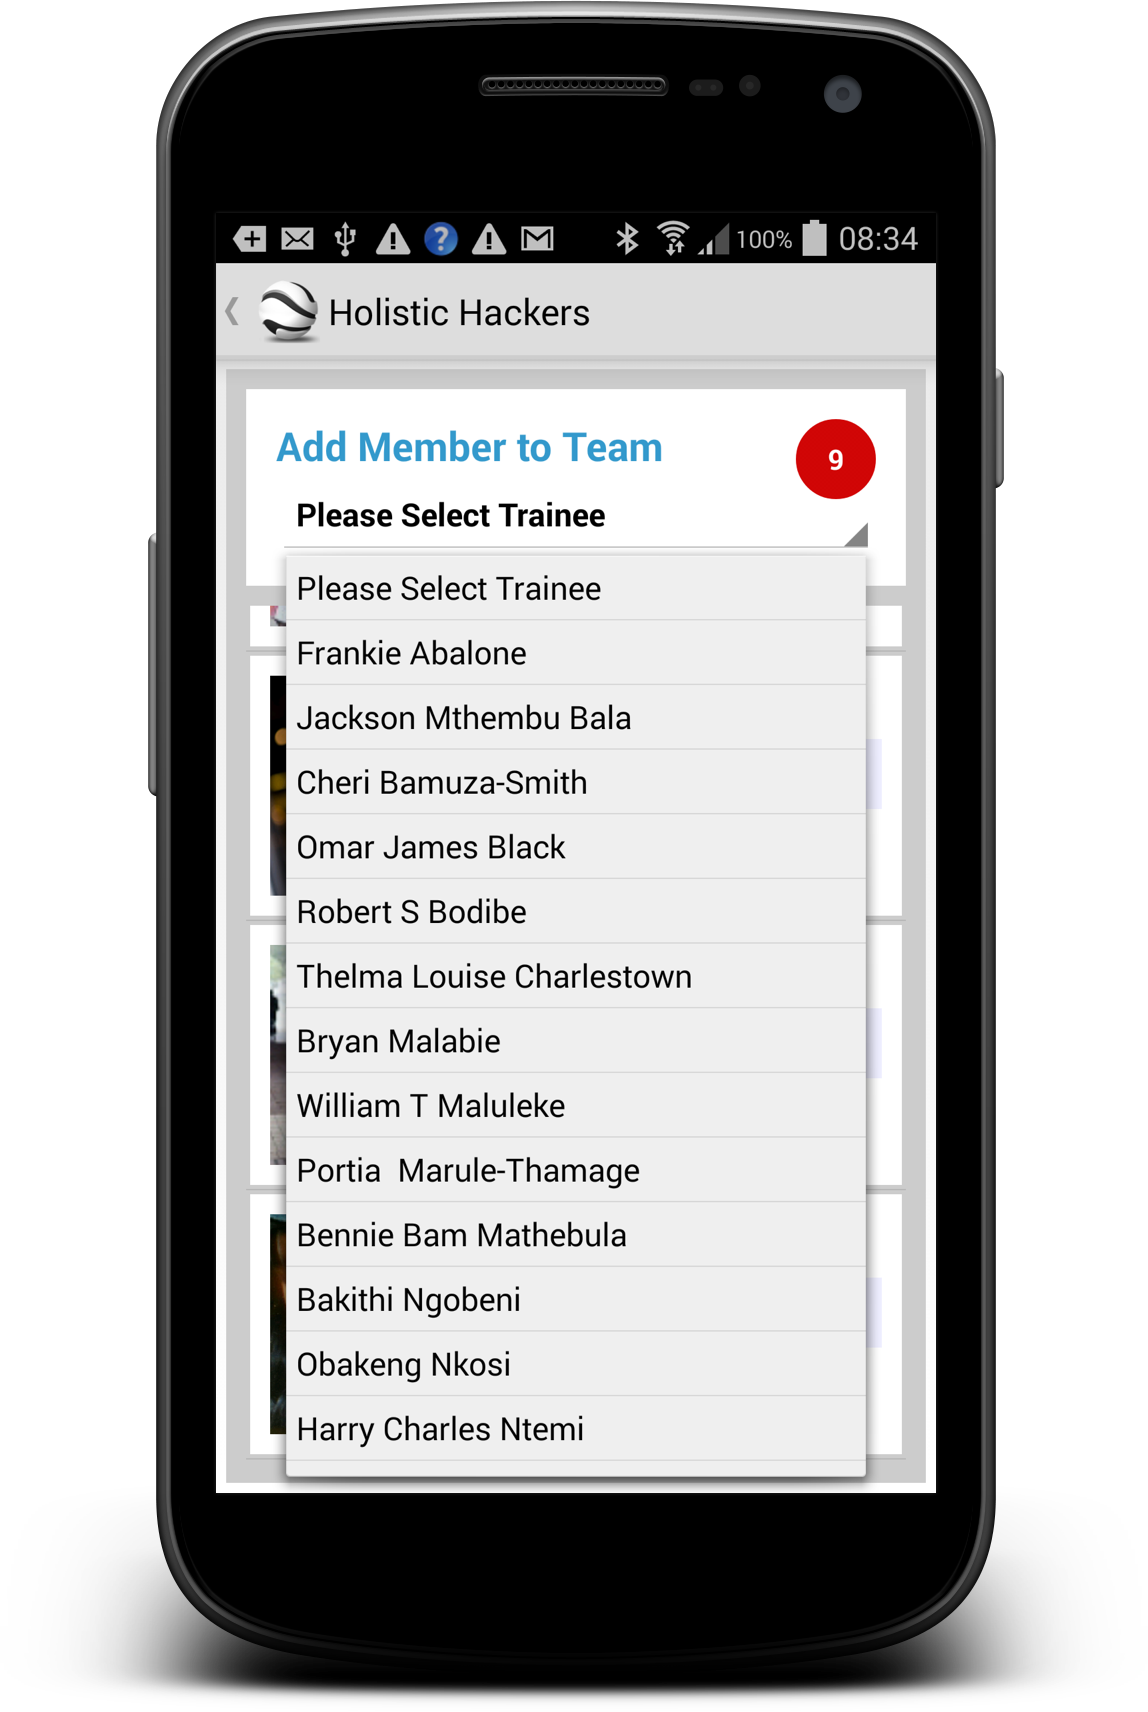 100% 08:34
Holistic Hackers
Add Member to Team
9
Please Select Trainee
Please Select Trainee
Frankie Abalone
Jackson Mthembu Bala
Cheri Bamuza-Smith
Omar James Black
Robert S Bodibe
Thelma Louise Charlestown
Bryan Malabie
William T Maluleke
Portia  Marule-Thamage
Bennie Bam Mathebula
Bakithi Ngobeni
Obakeng Nkosi
Harry Charles Ntemi